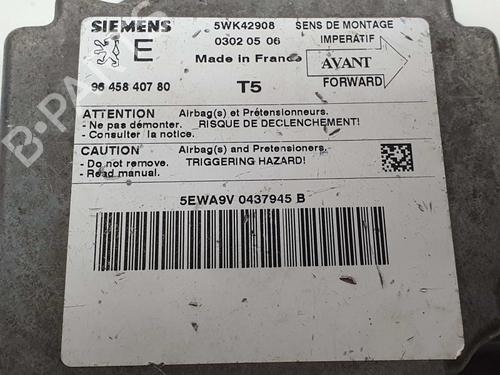 SIEMENS 5WK42908 SENS DE MONTAGE
E 0302 05 06 IMPERATIF
Made in France AVANT
96 458 407 80 T5 FORWARD
ATTENTION Airbag(s) et Prétensionneurs.
- Ne pas démonter. RISQUE DE DECLENCHEMENT!
- Consulter la notice.
CAUTION Airbag(s) and Pretensioners.
- Do not remove. TRIGGERING HAZARD!
- Read manual.
5EWA9V 0437945 B
B-PARTS